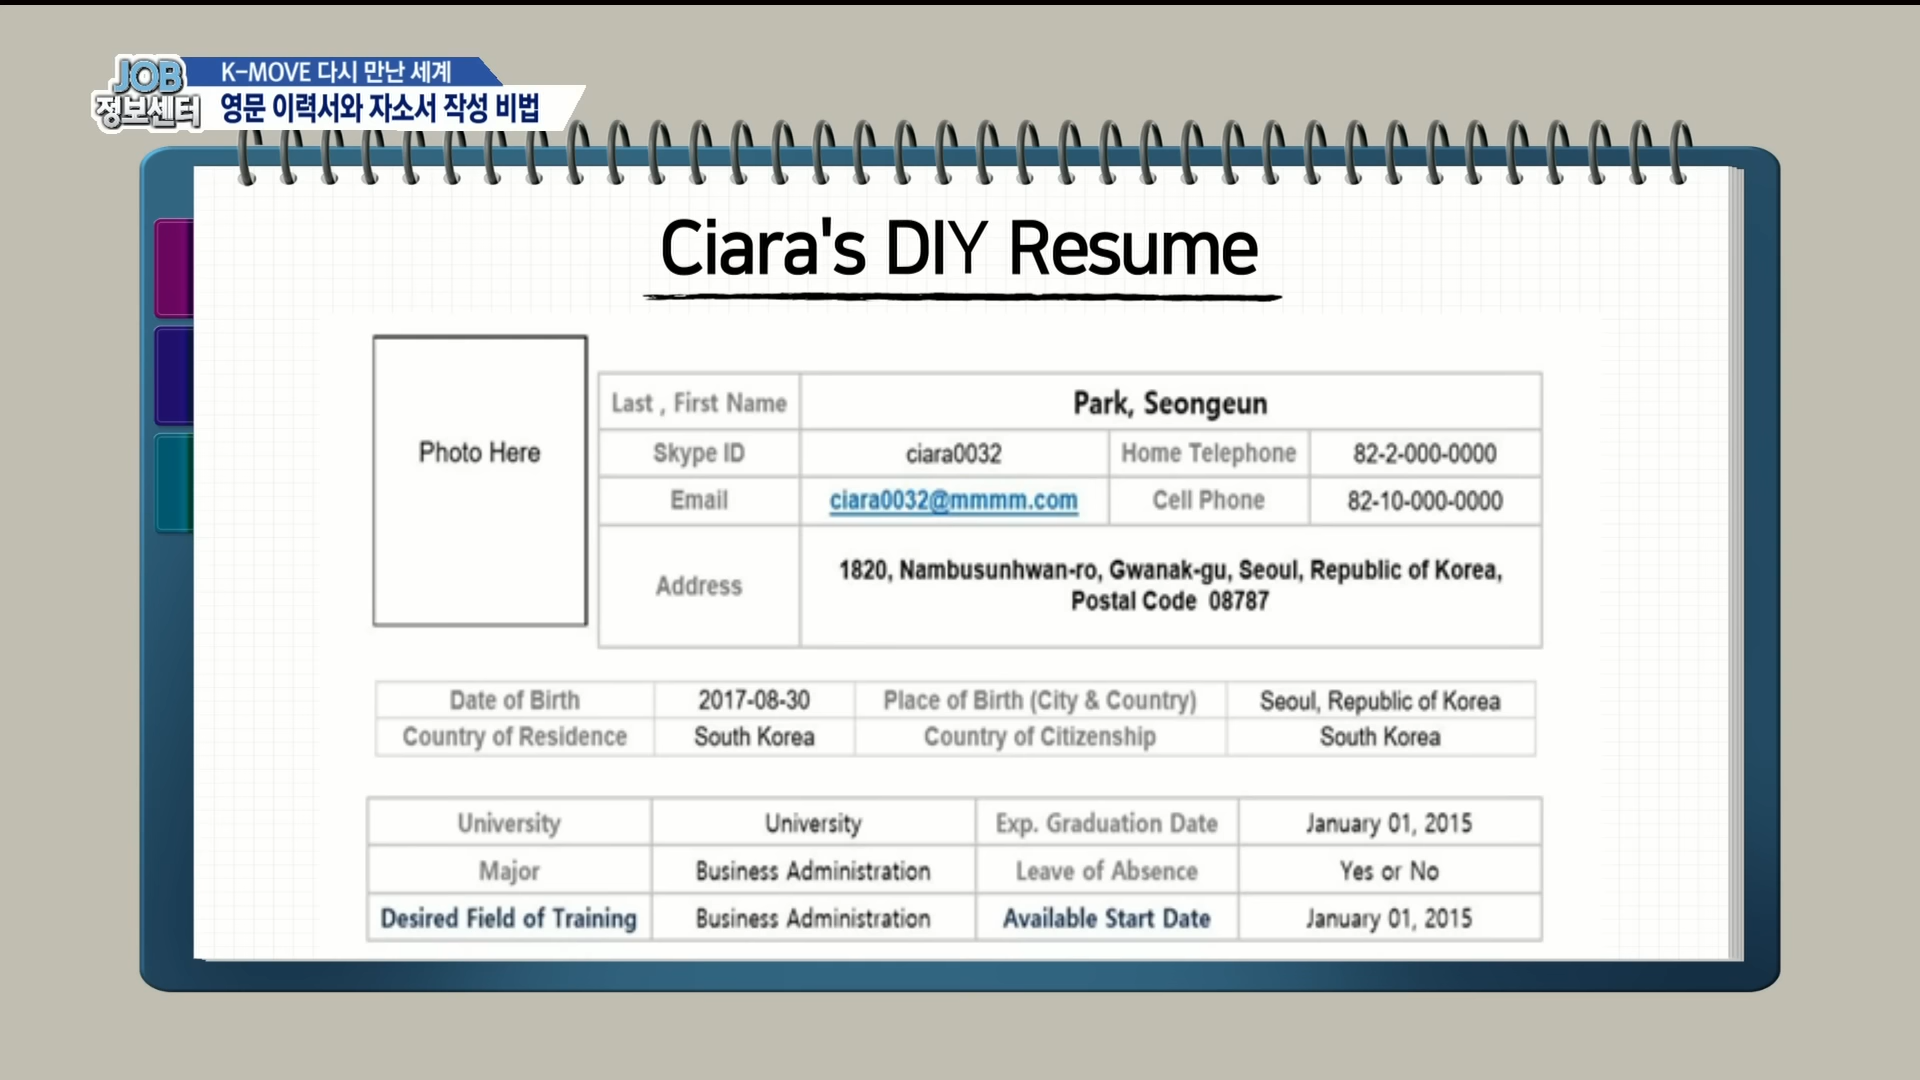 JOB
정보센터
K-MOVE 다시 만난 세계
영문 이력서와 자소서 작성 비법
Ciara's DIY Resume
Photo Here
Last , First Name Park, Seongeun
Skype ID ciara0032 Home Telephone 82-2-000-0000
Email ciara0032@mmmm.com Cell Phone 82-10-000-0000
Address 1820, Nambusunhwan-ro, Gwanak-gu, Seoul, Republic of Korea,
Postal Code 08787
Date of Birth 2017-08-30 Place of Birth (City & Country) Seoul, Republic of Korea
Country of Residence South Korea Country of Citizenship South Korea
University University Exp. Graduation Date January 01, 2015
Major Business Administration Leave of Absence Yes or No
Desired Field of Training Business Administration Available Start Date January 01, 2015